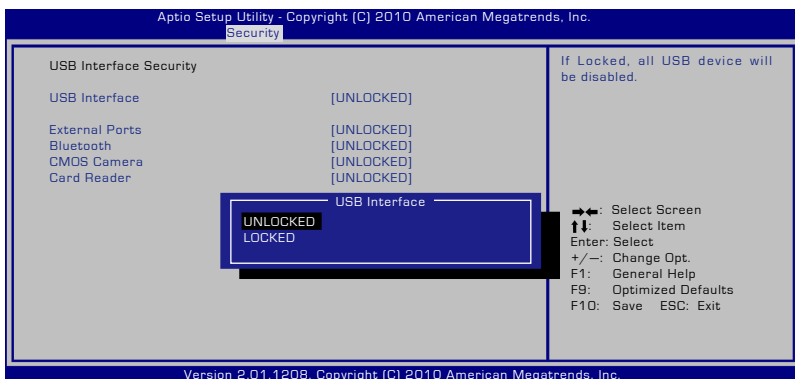 Aptio Setup Utility - Copyright (C) 2010 American Megatrends, Inc.
Security
USB Interface Security
USB Interface [UNLOCKED]
External Ports [UNLOCKED]
Bluetooth [UNLOCKED]
CMOS Camera [UNLOCKED]
Card Reader [UNLOCKED]
USB Interface
UNLOCKED
LOCKED
If Locked, all USB device will
be disabled.
→←: Select Screen
↑↓: Select Item
Enter: Select
+/—: Change Opt.
F1: General Help
F9: Optimized Defaults
F10: Save ESC: Exit
Version 2.01.1208. Copyright (C) 2010 American Megatrends, Inc.